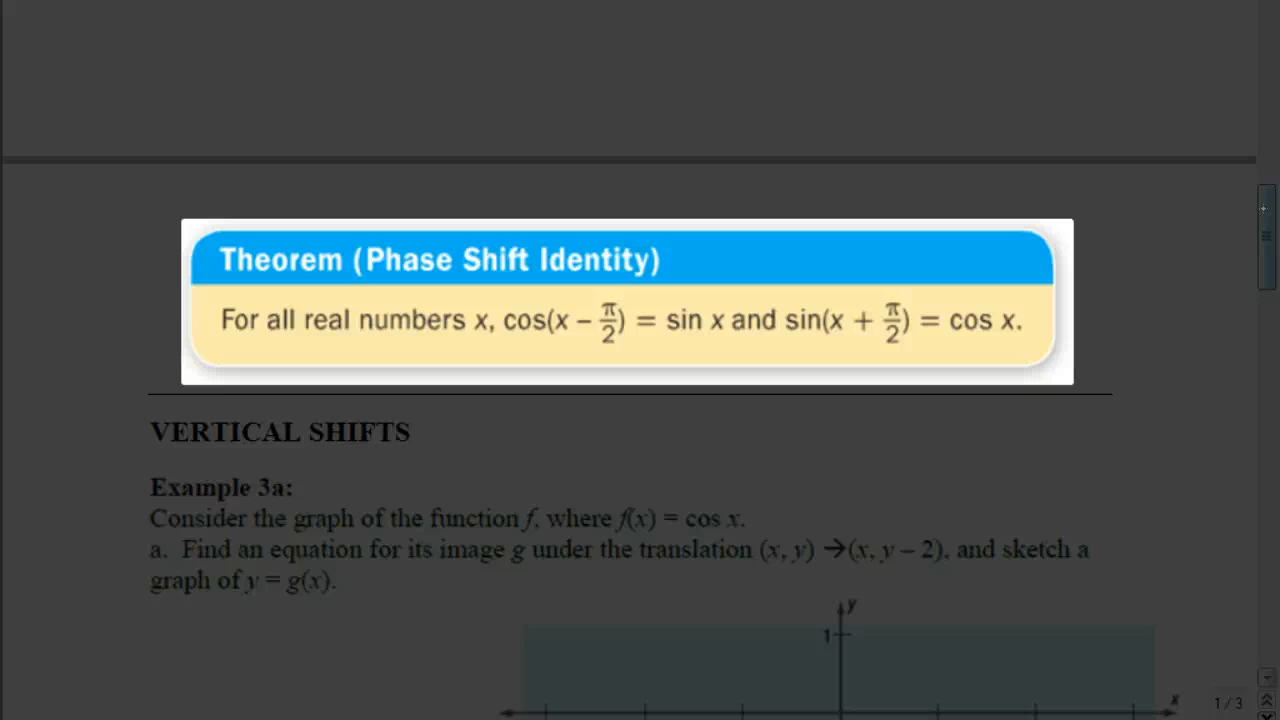 Theorem (Phase Shift Identity)
For all real numbers x, cos(x − π/2) = sin x and sin(x + π/2) = cos x.
VERTICAL SHIFTS
Example 3a:
Consider the graph of the function f, where f(x) = cos x.
a. Find an equation for its image g under the translation (x, y) →(x, y – 2), and sketch a
graph of y = g(x).
y
1
x
1 / 3